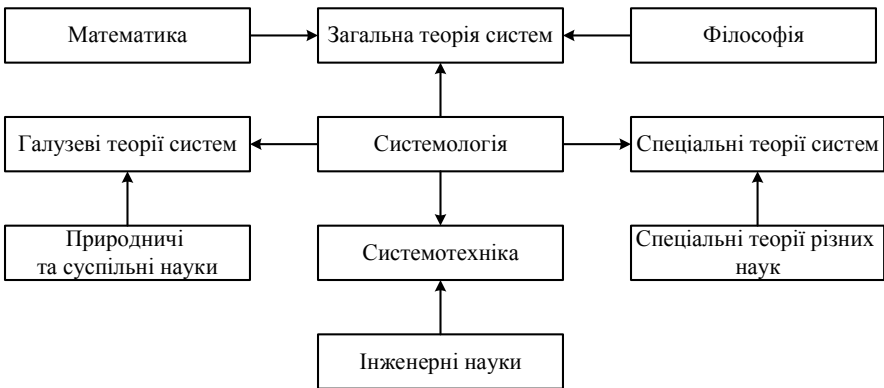 Математика
Загальна теорія систем
Філософія
Галузеві теорії систем
Системологія
Спеціальні теорії систем
Природничі
та суспільні науки
Системотехніка
Спеціальні теорії різних
наук
Інженерні науки